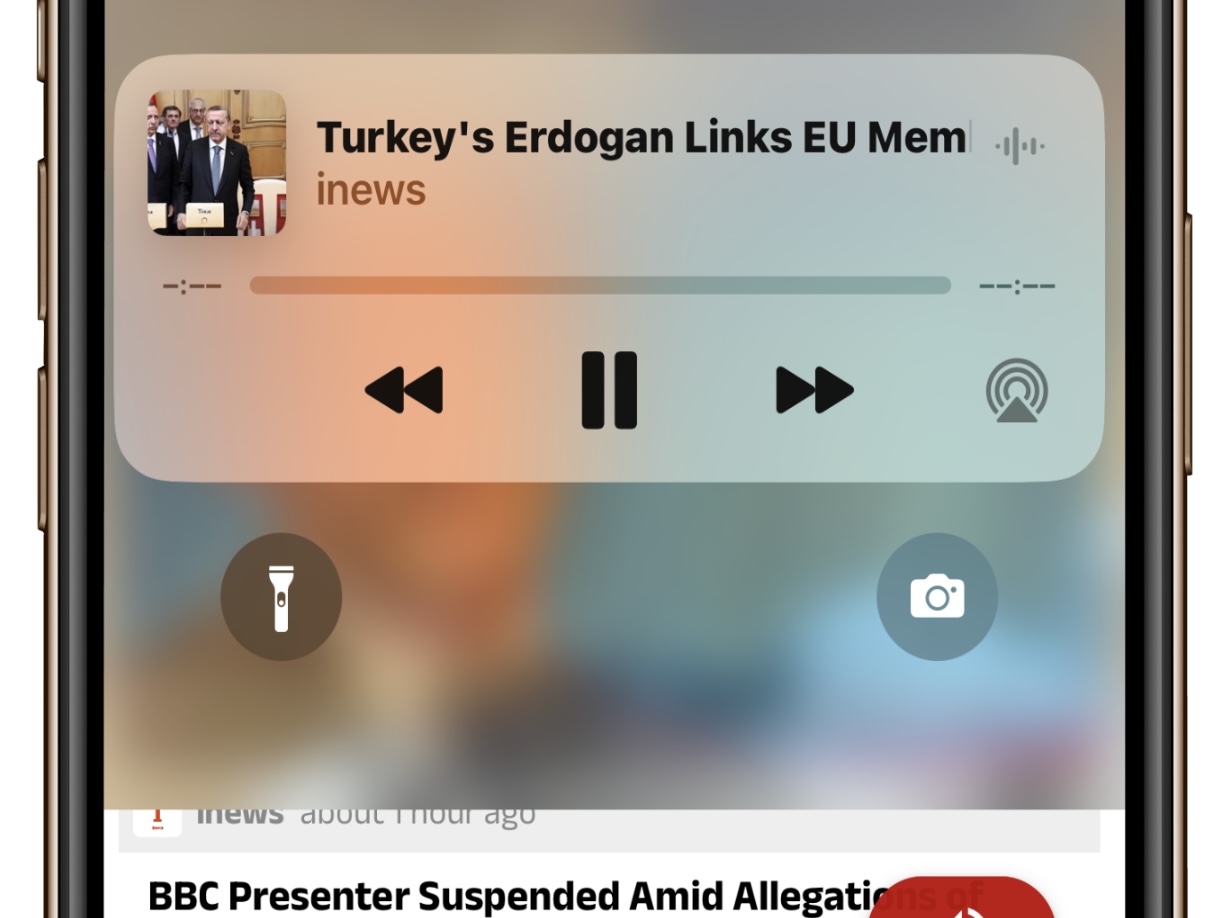 Turkey's Erdogan Links EU Mem
inews
-:--
--:--
inews about 1 hour ago
BBC Presenter Suspended Amid Allegations of